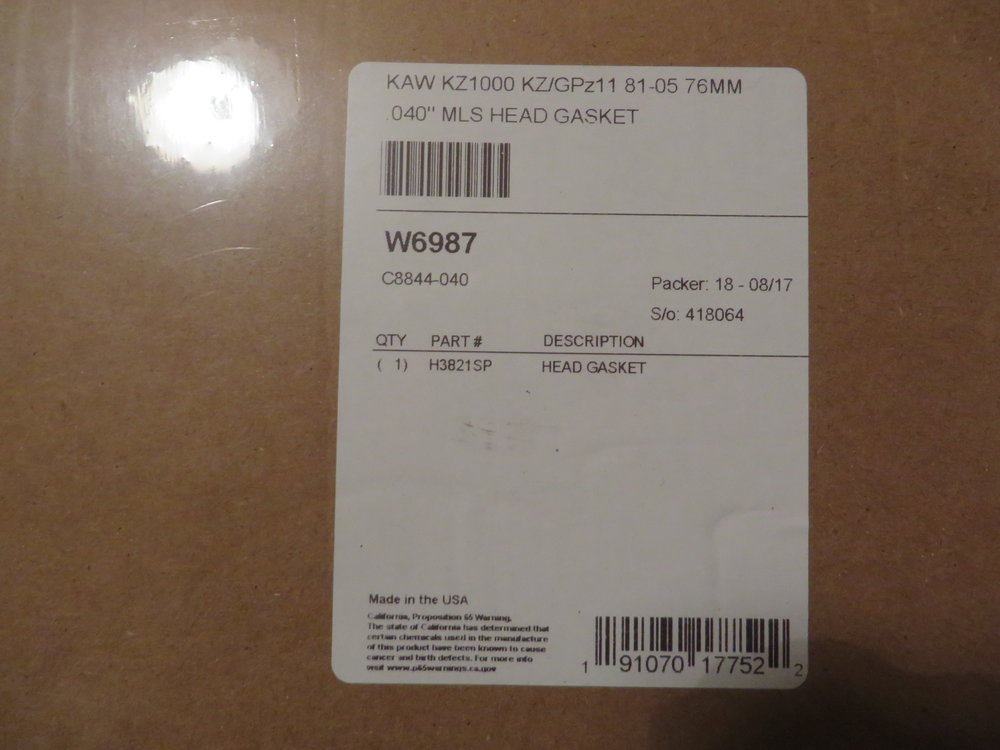 KAW KZ1000 KZ/GPz11 81-05 76MM
.040" MLS HEAD GASKET
W6987
C8844-040
Packer: 18 - 08/17
S/o: 418064
QTY PART # DESCRIPTION
( 1) H3821SP HEAD GASKET
Made in the USA
California, Proposition 65 Warning,
The state of California has determined that
certain chemicals used in the manufacture
of this product have been known to cause
cancer and birth defects. For more info
visit www.p65warnings.ca.gov
1 91070 17752 2